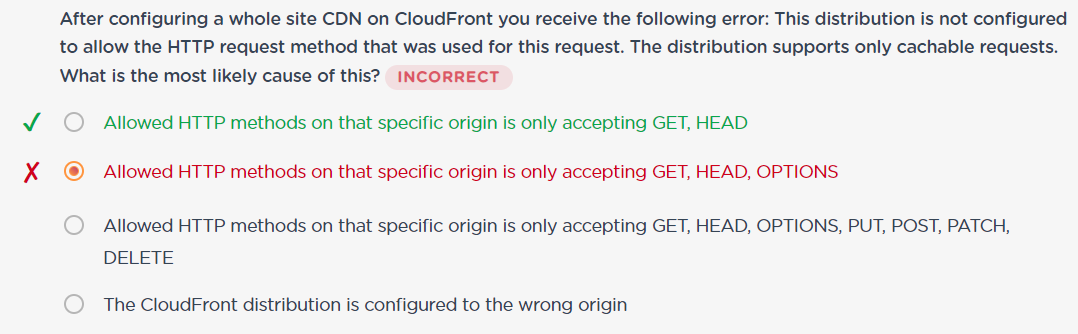 After configuring a whole site CDN on CloudFront you receive the following error: This distribution is not configured
to allow the HTTP request method that was used for this request. The distribution supports only cachable requests.
What is the most likely cause of this? INCORRECT
Allowed HTTP methods on that specific origin is only accepting GET, HEAD
Allowed HTTP methods on that specific origin is only accepting GET, HEAD, OPTIONS
Allowed HTTP methods on that specific origin is only accepting GET, HEAD, OPTIONS, PUT, POST, PATCH,
DELETE
The CloudFront distribution is configured to the wrong origin